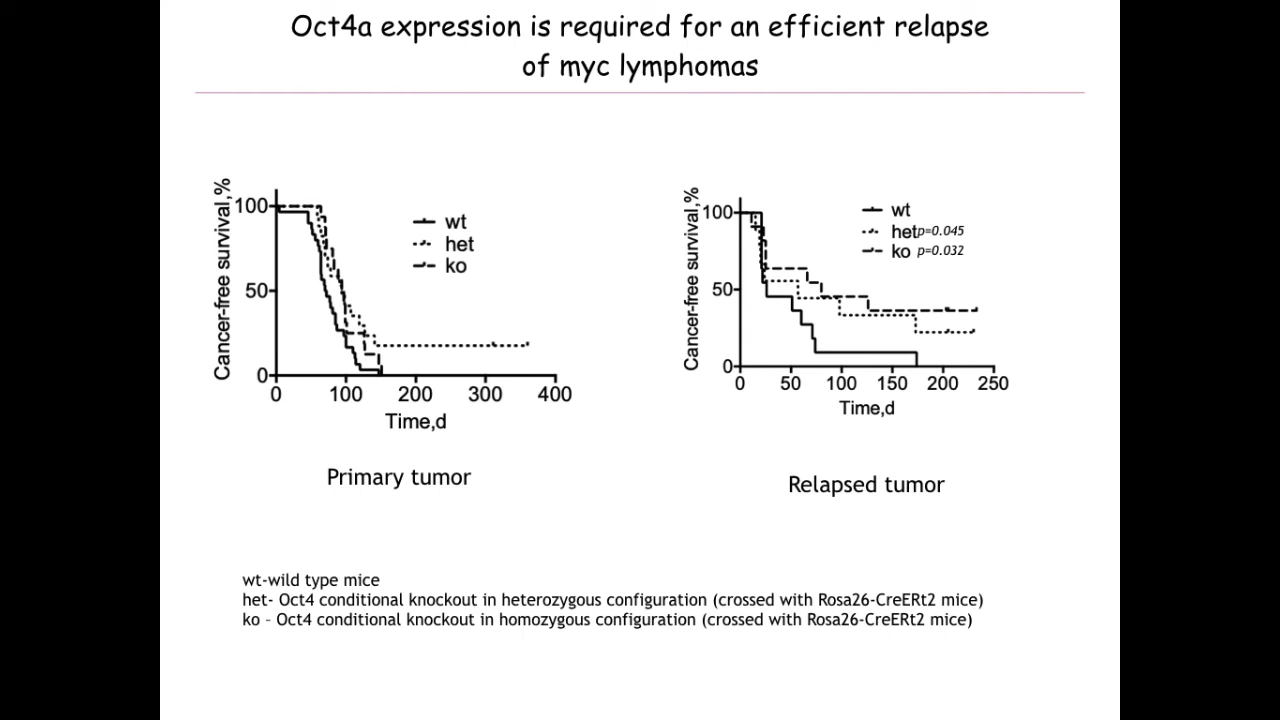 Oct4a expression is required for an efficient relapse
of myc lymphomas
Cancer-free survival,%
100
50
0
0 100 200 300 400
Time,d
wt
het
ko
Primary tumor
Cancer-free survival,%
100
50
0
0 50 100 150 200 250
Time,d
wt
het p=0.045
ko p=0.032
Relapsed tumor
wt-wild type mice
het- Oct4 conditional knockout in heterozygous configuration (crossed with Rosa26-CreERt2 mice)
ko - Oct4 conditional knockout in homozygous configuration (crossed with Rosa26-CreERt2 mice)